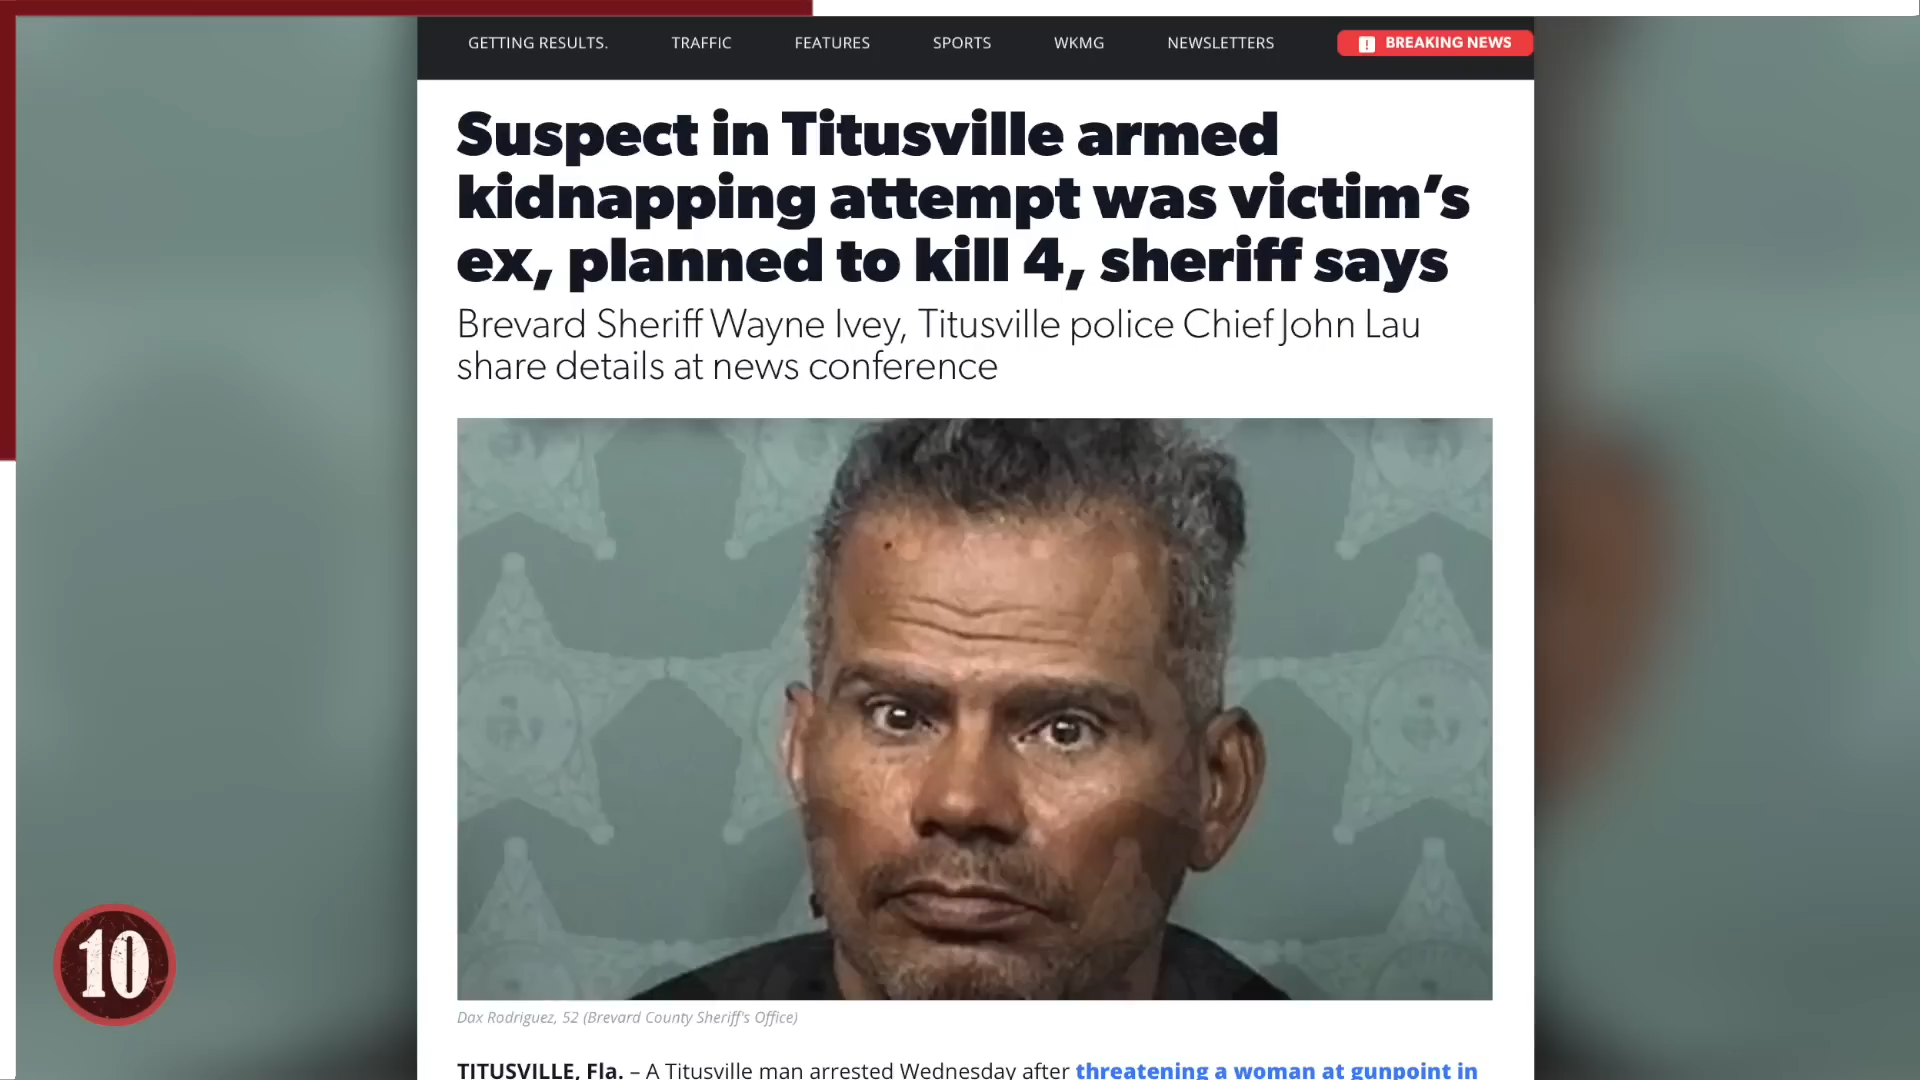 GETTING RESULTS. TRAFFIC FEATURES SPORTS WKMG NEWSLETTERS ! BREAKING NEWS
Suspect in Titusville armed
kidnapping attempt was victim's
ex, planned to kill 4, sheriff says
Brevard Sheriff Wayne Ivey, Titusville police Chief John Lau
share details at news conference
10
Dax Rodriguez, 52 (Brevard County Sheriff's Office)
TITUSVILLE, Fla. – A Titusville man arrested Wednesday after threatening a woman at gunpoint in